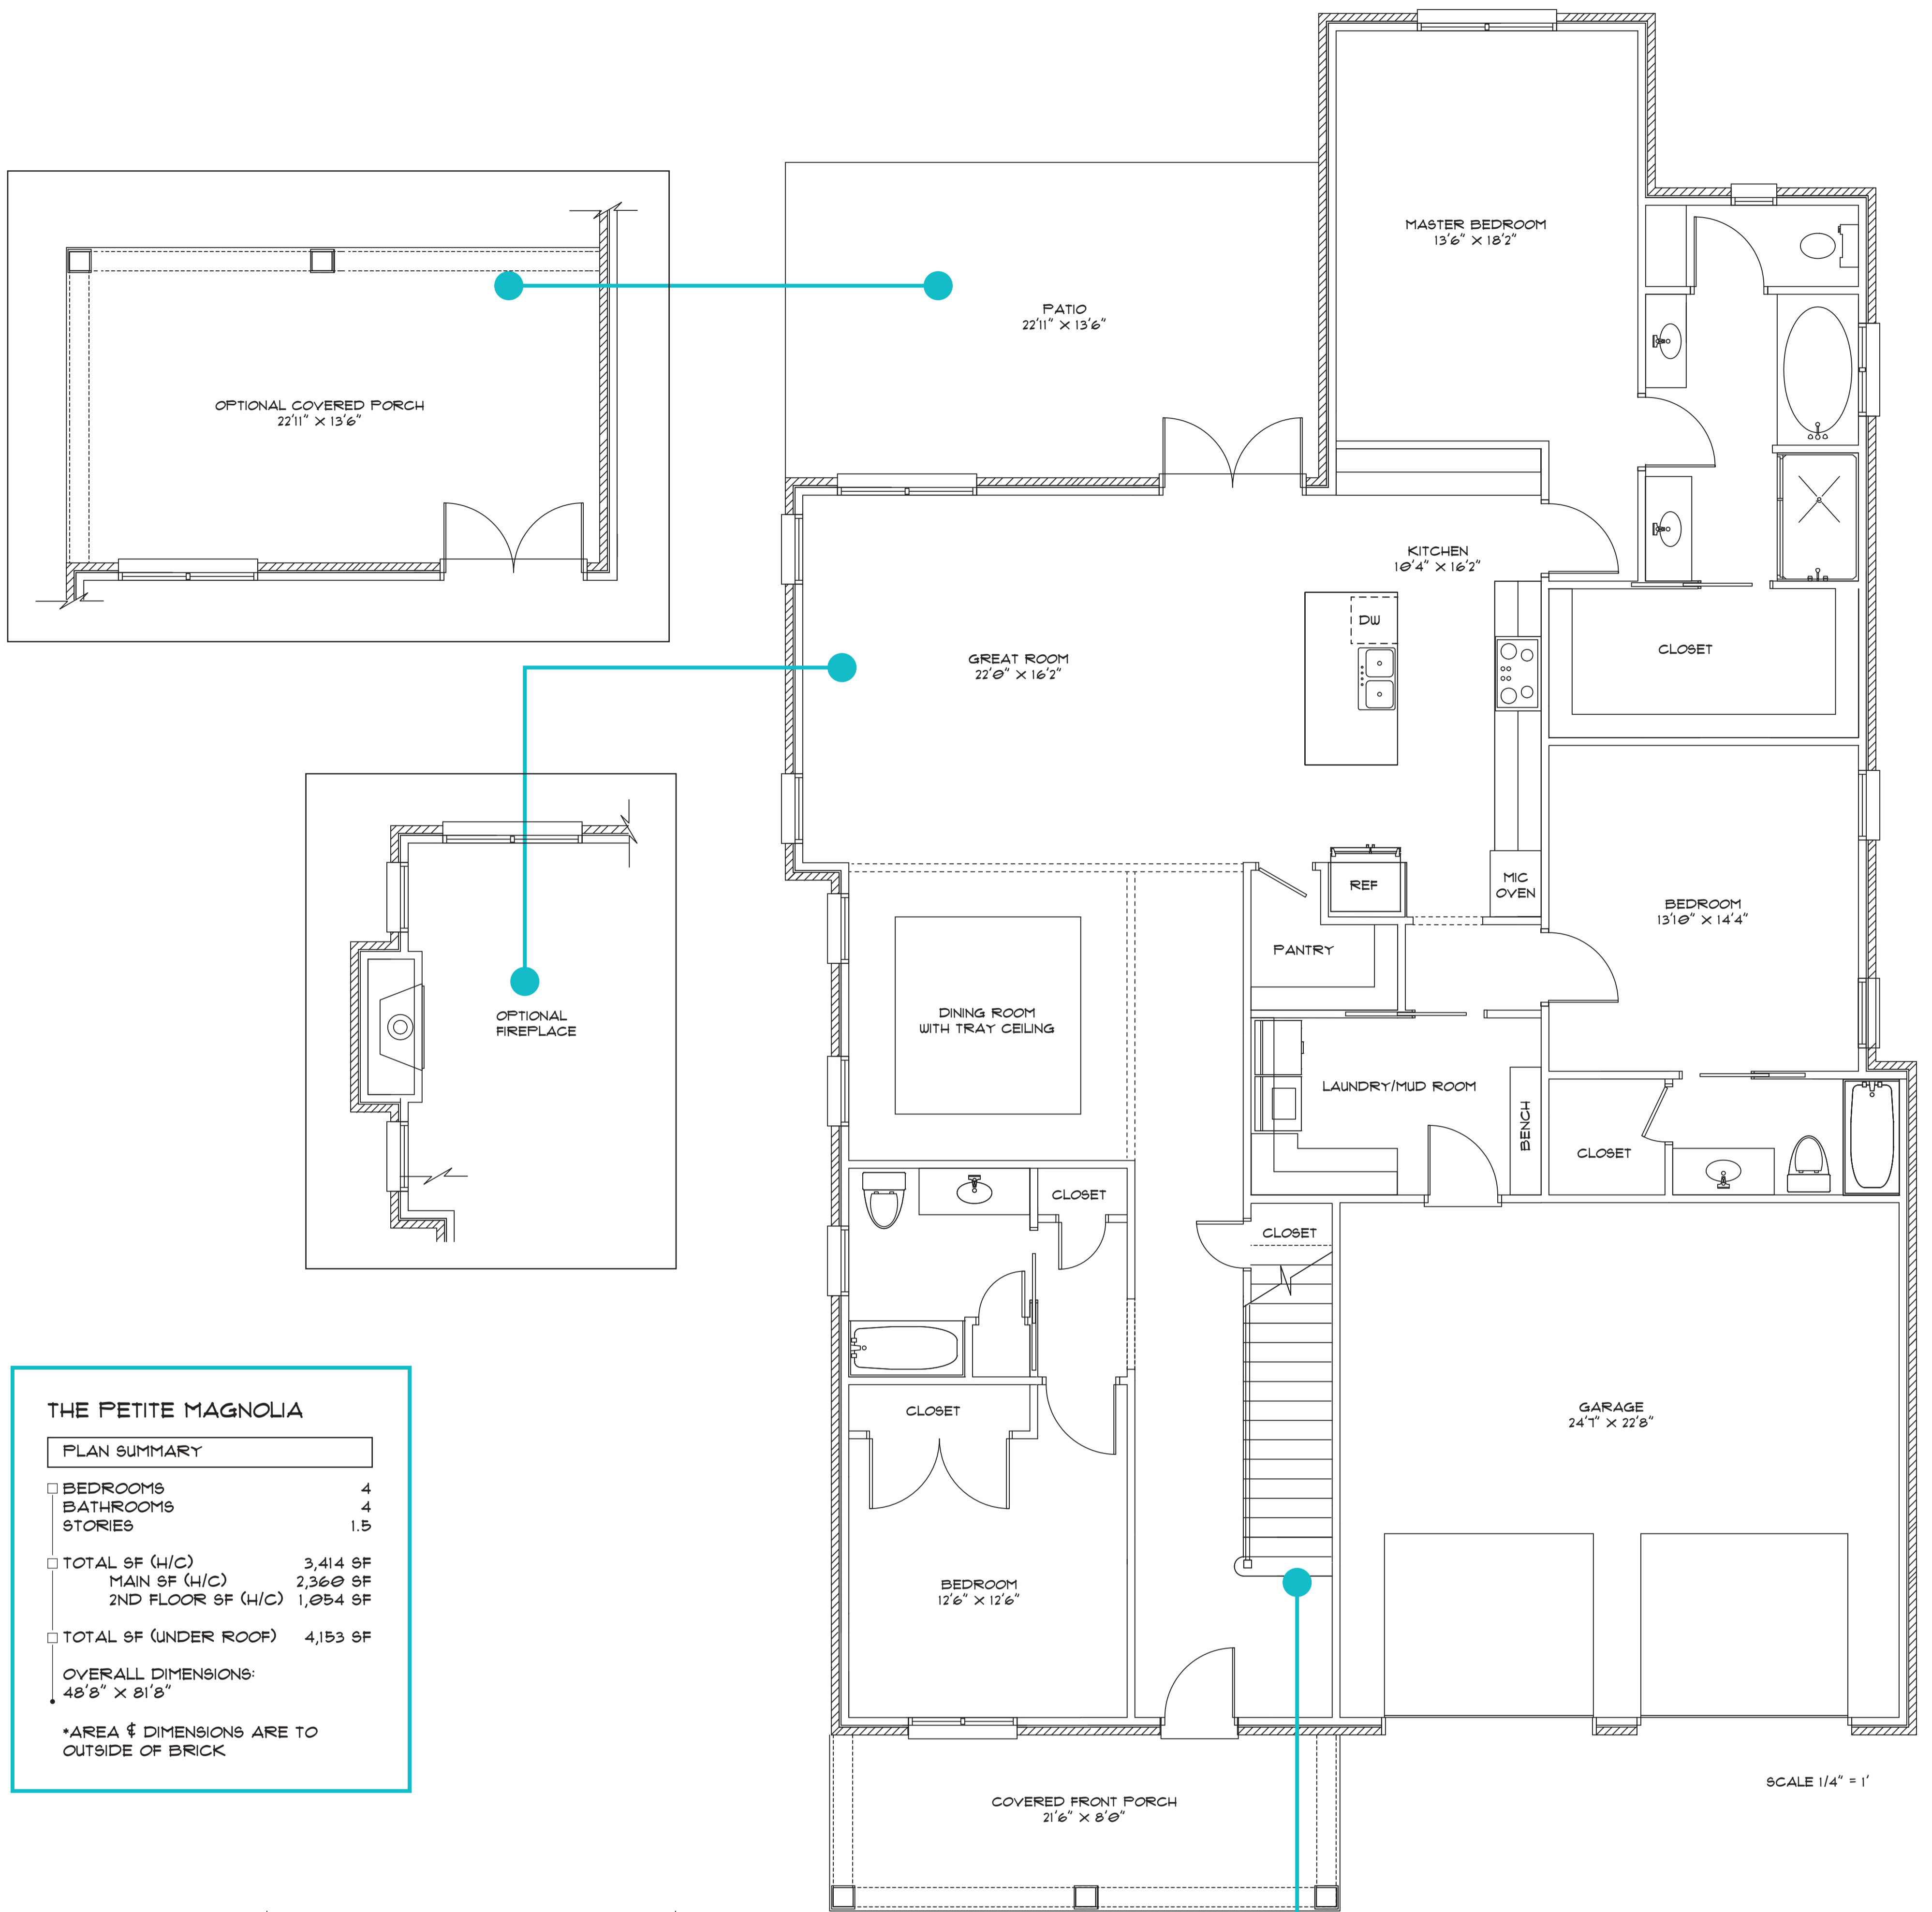 MASTER BEDROOM
13'6" X 18'2"
PATIO
22'11" X 13'6"
OPTIONAL COVERED PORCH
22'11" X 13'6"
KITCHEN
10'4" X 16'2"
DW
GREAT ROOM
22'0" X 16'2"
CLOSET
REF
MIC
OVEN
BEDROOM
13'10" X 14'4"
PANTRY
OPTIONAL
FIREPLACE
DINING ROOM
WITH TRAY CEILING
LAUNDRY/MUD ROOM
BENCH
CLOSET
CLOSET
CLOSET
CLOSET
GARAGE
24'7" X 22'8"
BEDROOM
12'6" X 12'6"
THE PETITE MAGNOLIA
PLAN SUMMARY
BEDROOMS 4
BATHROOMS 4
STORIES 1.5
TOTAL SF (H/C) 3,414 SF
MAIN SF (H/C) 2,360 SF
2ND FLOOR SF (H/C) 1,054 SF
TOTAL SF (UNDER ROOF) 4,153 SF
OVERALL DIMENSIONS:
48'8" X 81'8"
*AREA & DIMENSIONS ARE TO
OUTSIDE OF BRICK
SCALE 1/4" = 1'
COVERED FRONT PORCH
21'6" X 8'0"